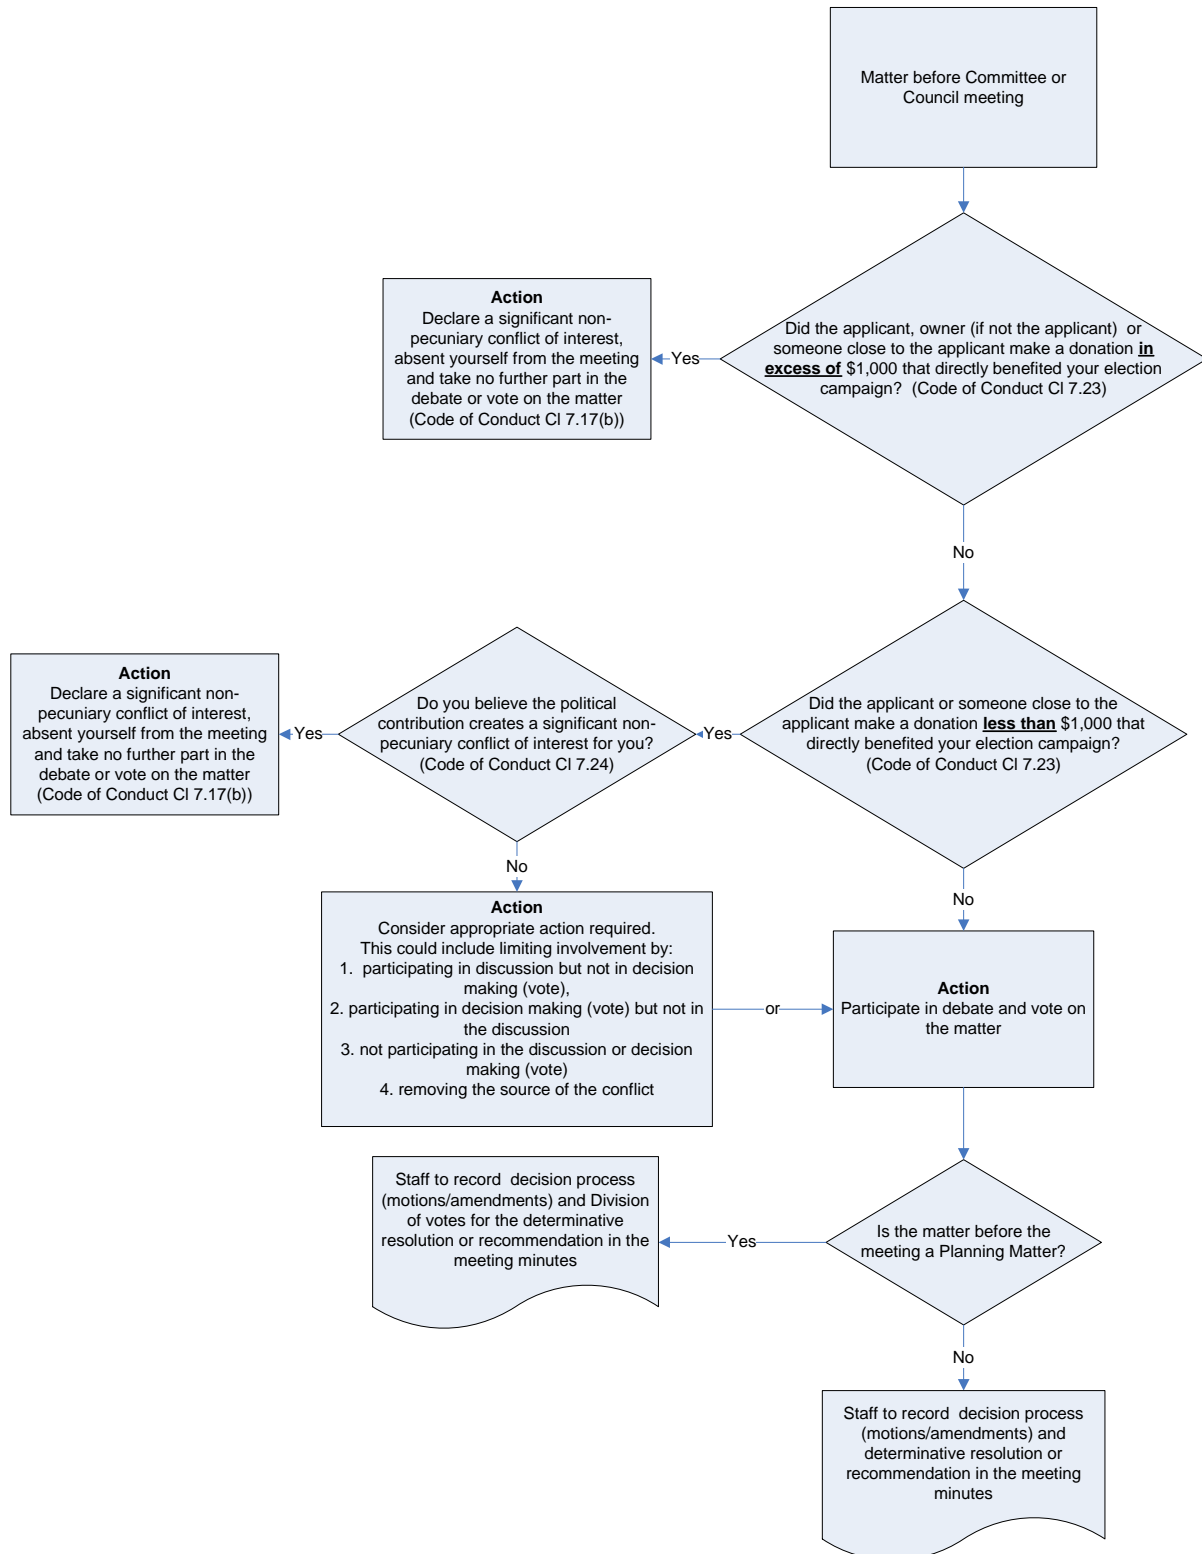 Matter before Committee or
Council meeting
Action
Declare a significant non-
pecuniary conflict of interest,
absent yourself from the meeting
and take no further part in the
debate or vote on the matter
(Code of Conduct Cl 7.17(b))
Yes
Did the applicant, owner (if not the applicant) or
someone close to the applicant make a donation in
excess of $1,000 that directly benefited your election
campaign? (Code of Conduct Cl 7.23)
No
Action
Declare a significant non-
pecuniary conflict of interest,
absent yourself from the meeting
and take no further part in the
debate or vote on the matter
(Code of Conduct Cl 7.17(b))
Yes
Do you believe the political
contribution creates a significant non-
pecuniary conflict of interest for you?
(Code of Conduct Cl 7.24)
Yes
Did the applicant or someone close to the
applicant make a donation less than $1,000 that
directly benefited your election campaign?
(Code of Conduct Cl 7.23)
No
No
Action
Consider appropriate action required.
This could include limiting involvement by:
1. participating in discussion but not in decision
making (vote),
2. participating in decision making (vote) but not in
the discussion
3. not participating in the discussion or decision
making (vote)
4. removing the source of the conflict
or
Action
Participate in debate and vote on
the matter
Staff to record decision process
(motions/amendments) and Division
of votes for the determinative
resolution or recommendation in the
meeting minutes
Yes
Is the matter before the
meeting a Planning Matter?
No
Staff to record decision process
(motions/amendments) and
determinative resolution or
recommendation in the meeting
minutes